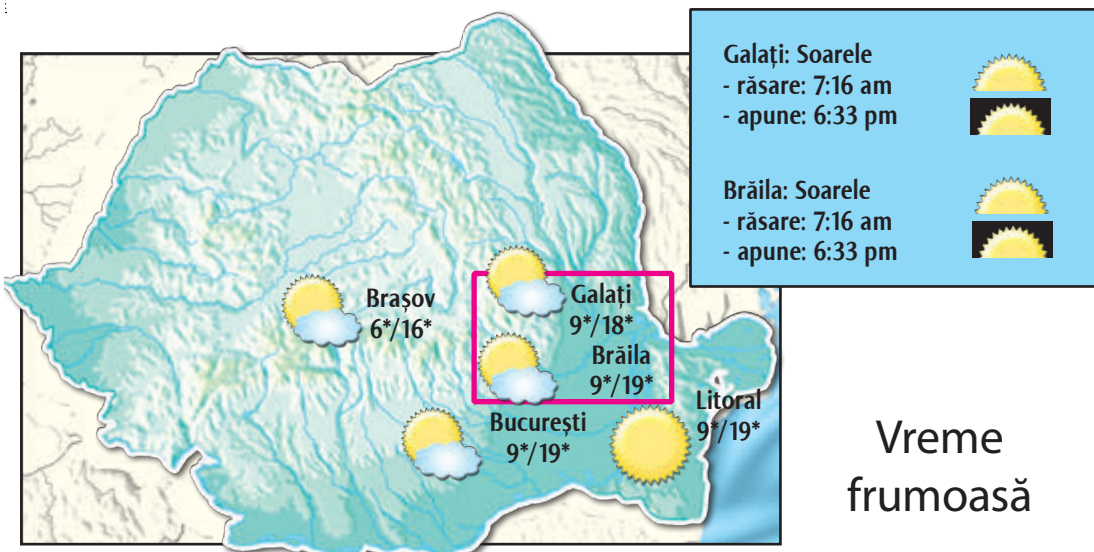 Galați: Soarele
- răsare: 7:16 am
- apune: 6:33 pm
Brăila: Soarele
- răsare: 7:16 am
- apune: 6:33 pm
Brașov
6*/16*
Galați
9*/18*
Brăila
9*/19*
București
9*/19*
Litoral
9*/19*
Vreme
frumoasă